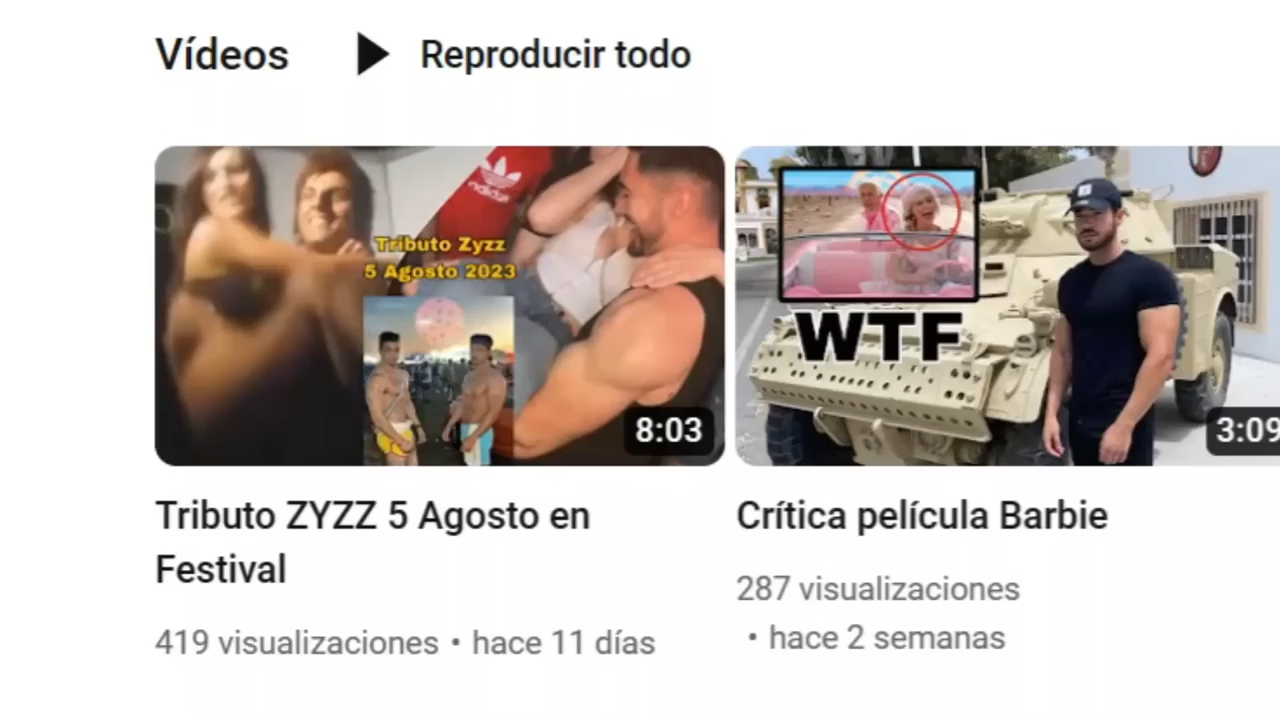 Vídeos
Reproducir todo
adidas
Tributo Zyzz
5 Agosto 2023
8:03
WTF
3:09
Tributo ZYZZ 5 Agosto en
Festival
419 visualizaciones • hace 11 días
Crítica película Barbie
287 visualizaciones
• hace 2 semanas